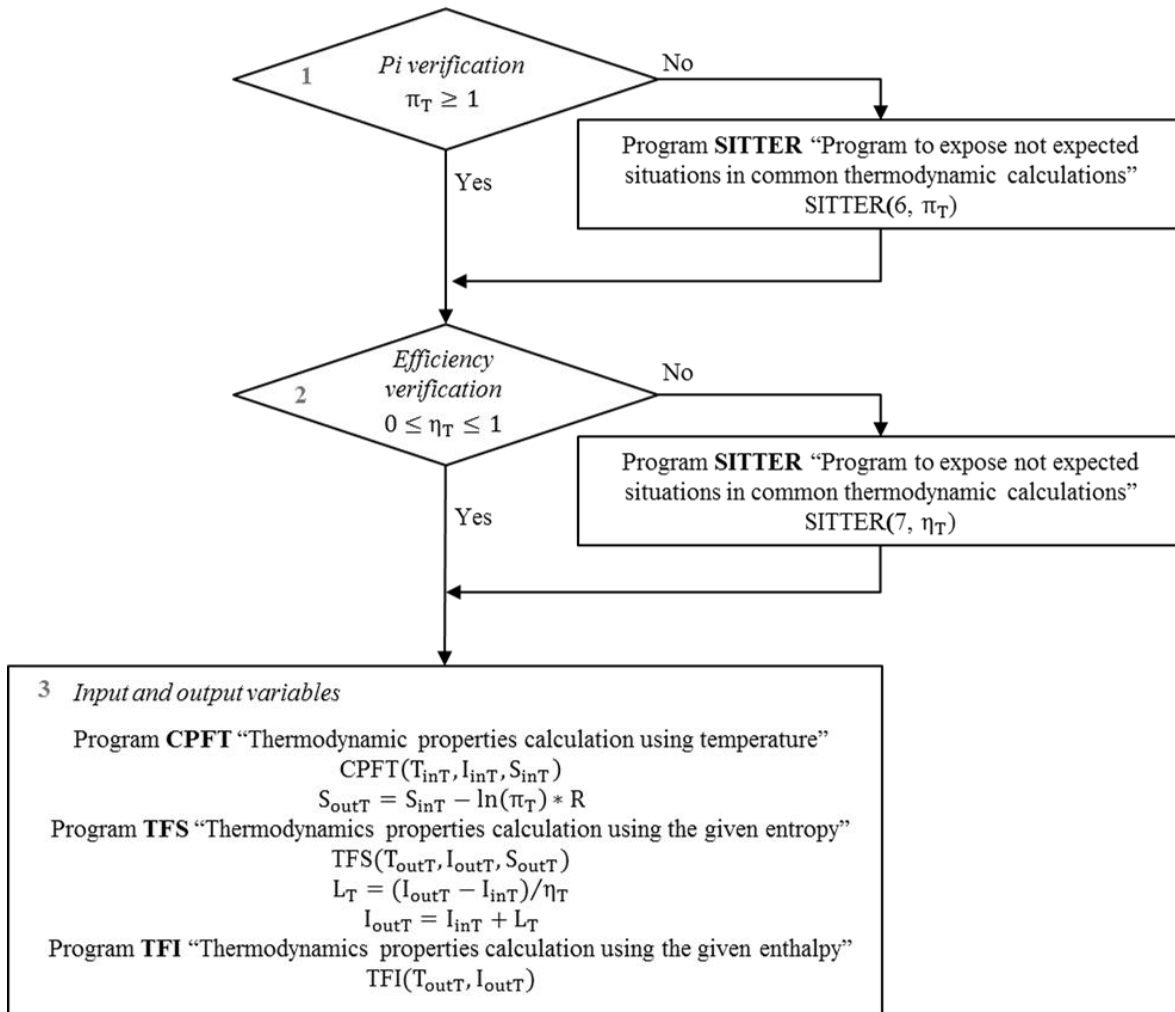 1
Pi verification
π_T ≥ 1
No
Program SITTER “Program to expose not expected
situations in common thermodynamic calculations”
SITTER(6, π_T)
Yes
2
Efficiency
verification
0 ≤ η_T ≤ 1
No
Program SITTER “Program to expose not expected
situations in common thermodynamic calculations”
SITTER(7, η_T)
Yes
3 Input and output variables
Program CPFT “Thermodynamic properties calculation using temperature”
CPFT(T_inT, I_inT, S_inT)
S_outT = S_inT − ln(π_T) * R
Program TFS “Thermodynamics properties calculation using the given entropy”
TFS(T_outT, I_outT, S_outT)
L_T = (I_outT − I_inT)/η_T
I_outT = I_inT + L_T
Program TFI “Thermodynamics properties calculation using the given enthalpy”
TFI(T_outT, I_outT)